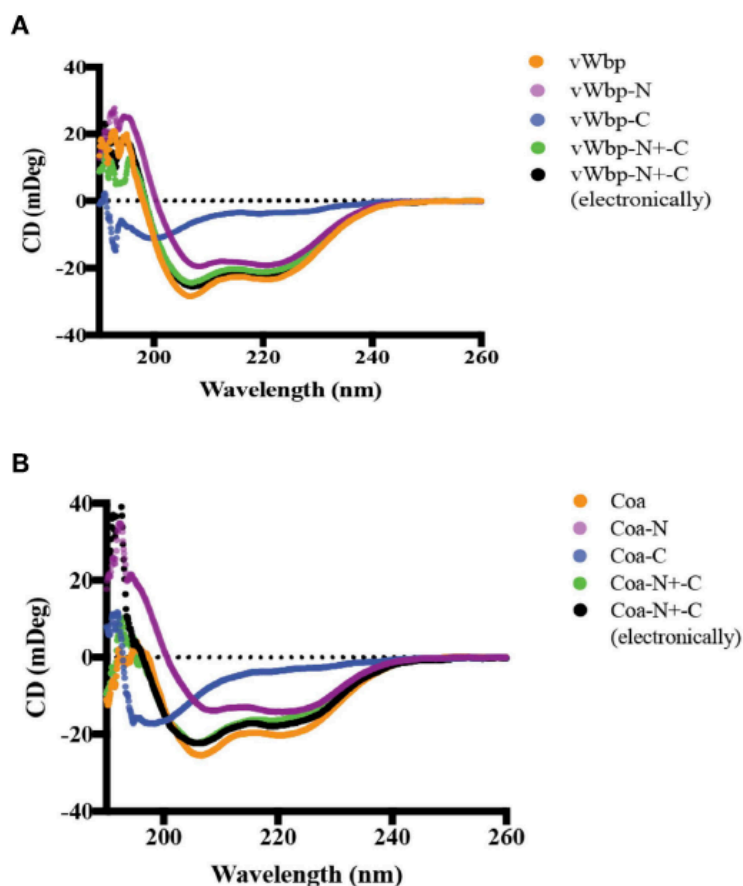 A
40
20
0
-20
-40
CD (mDeg)
200
220
240
260
Wavelength (nm)
vWbp
vWbp-N
vWbp-C
vWbp-N+-C
vWbp-N+-C
(electronically)
B
40
20
0
-20
-40
CD (mDeg)
200
220
240
260
Wavelength (nm)
Coa
Coa-N
Coa-C
Coa-N+-C
Coa-N+-C
(electronically)